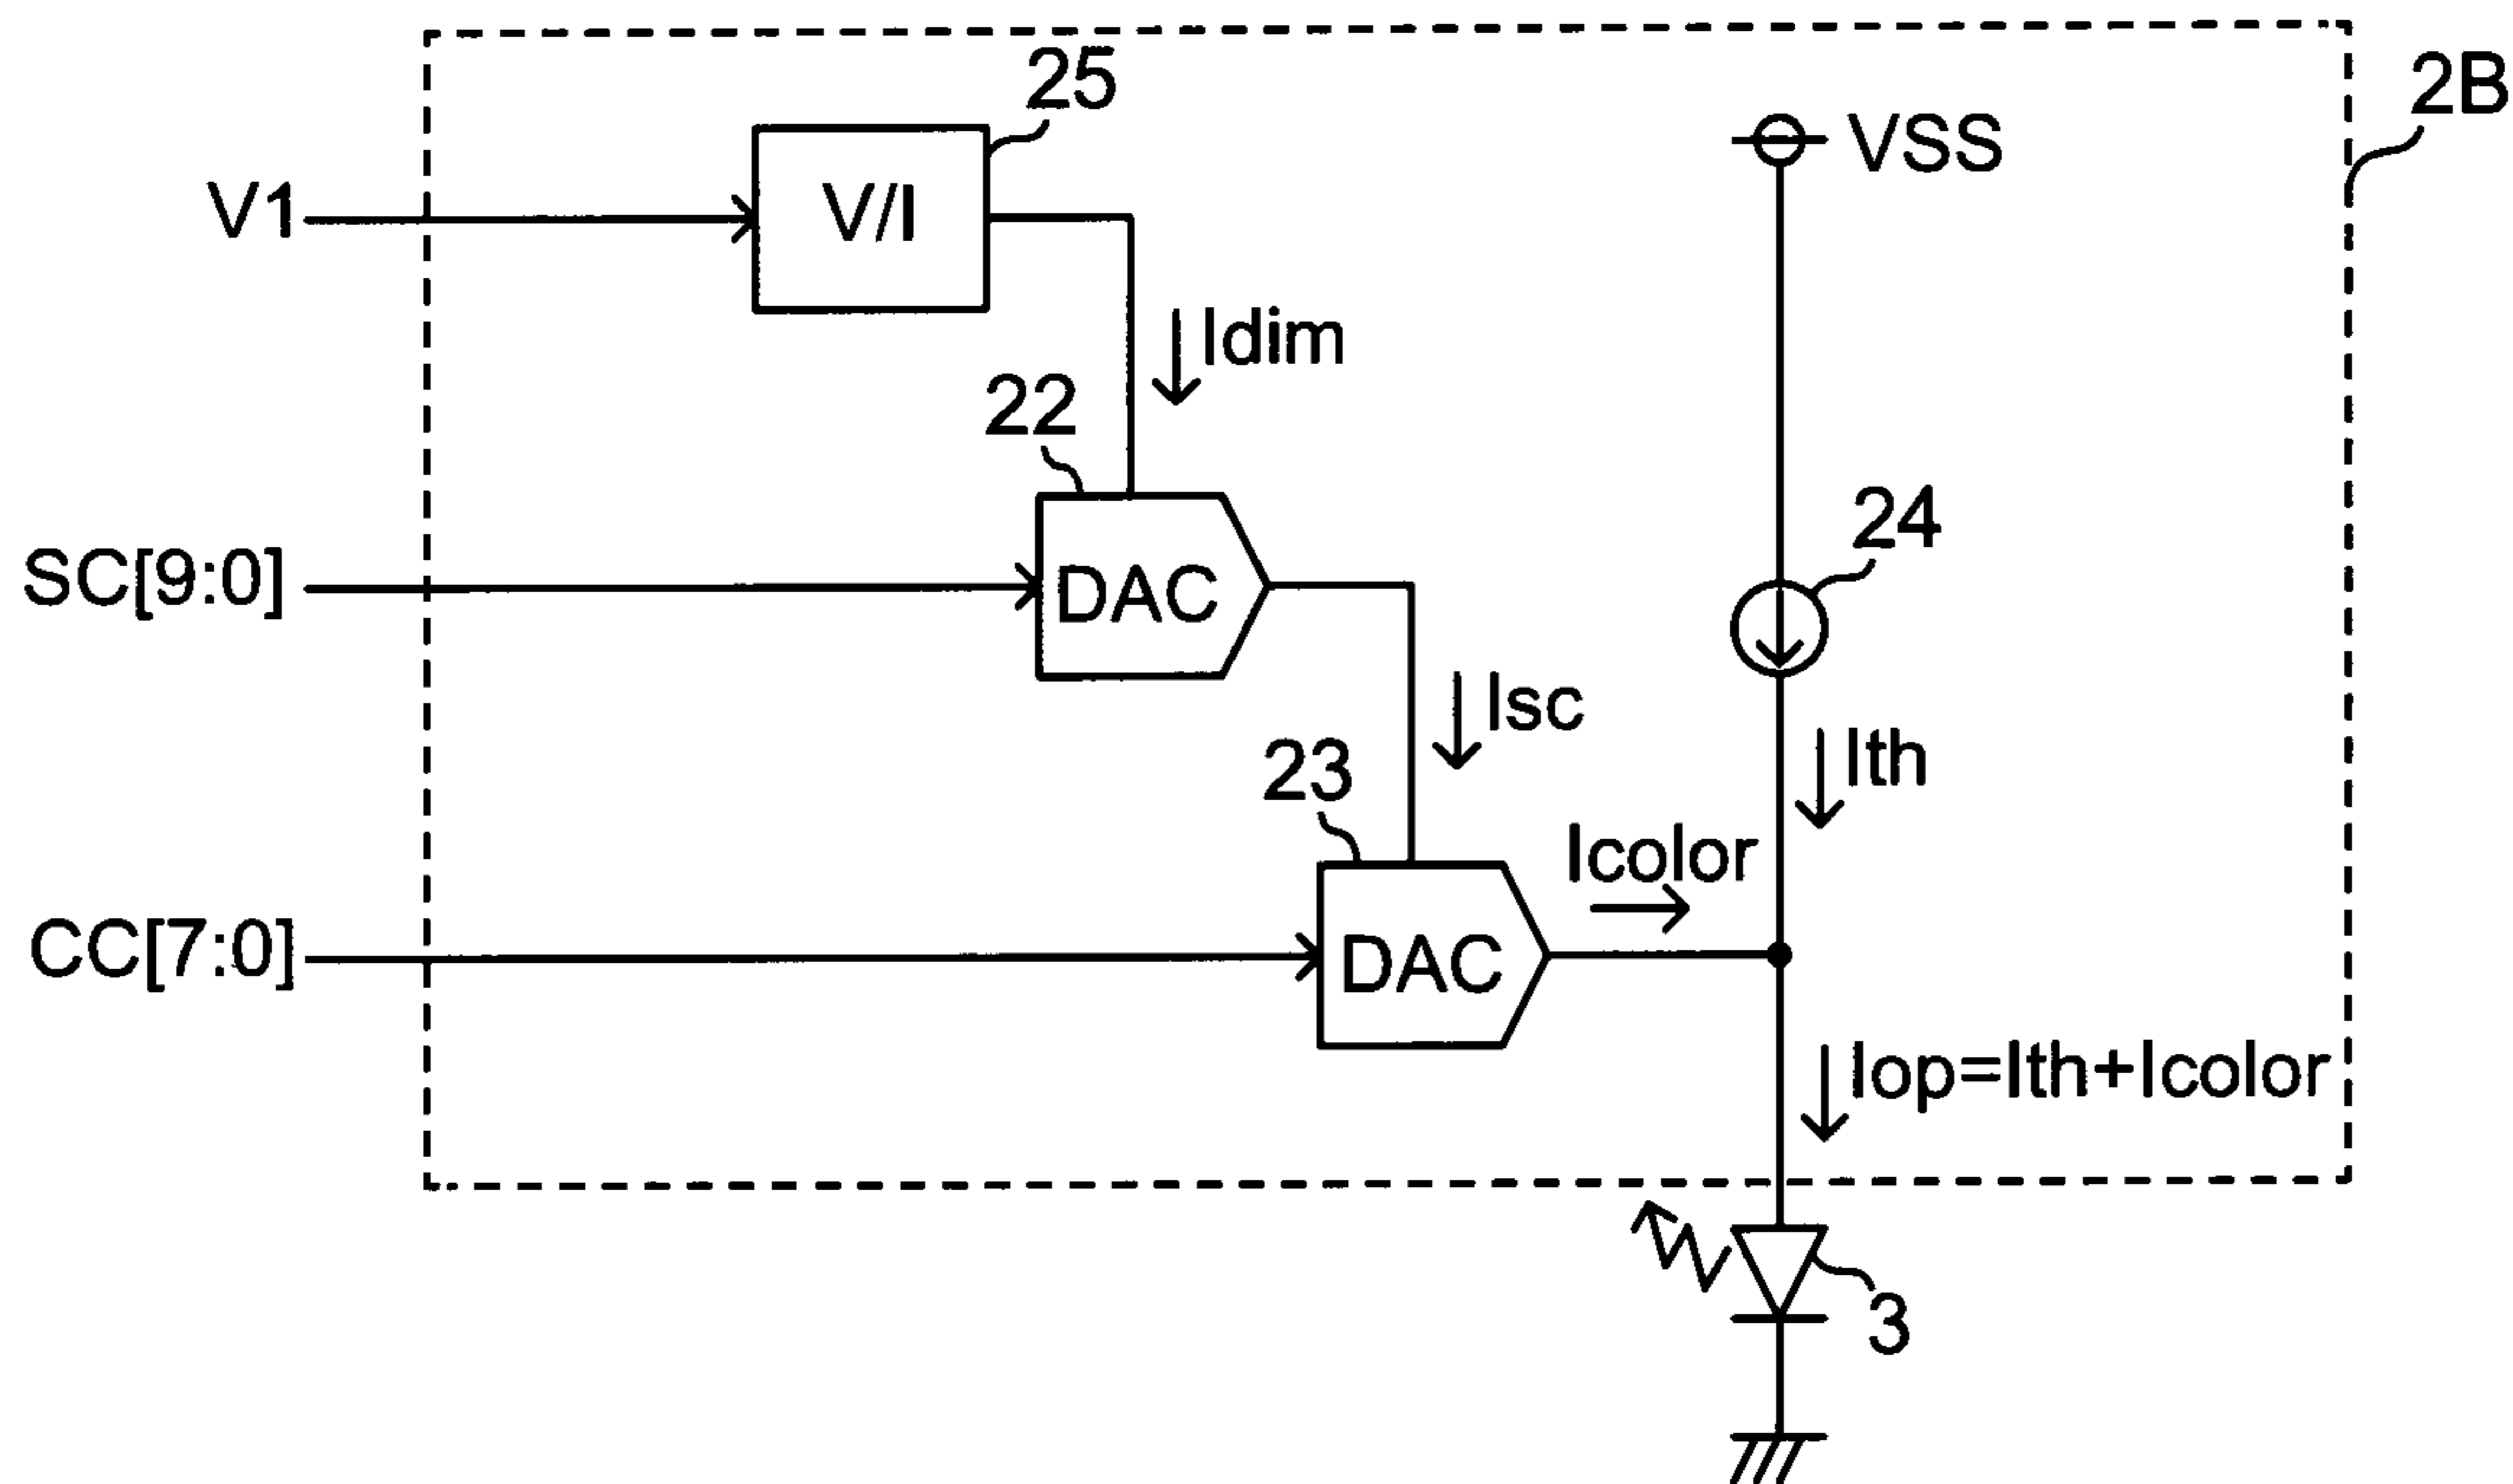 25
2B
VSS
V1
V/I
Idim
22
24
SC[9:0]
DAC
Isc
Ith
23
Icolor
CC[7:0]
DAC
Iop=Ith+Icolor
3